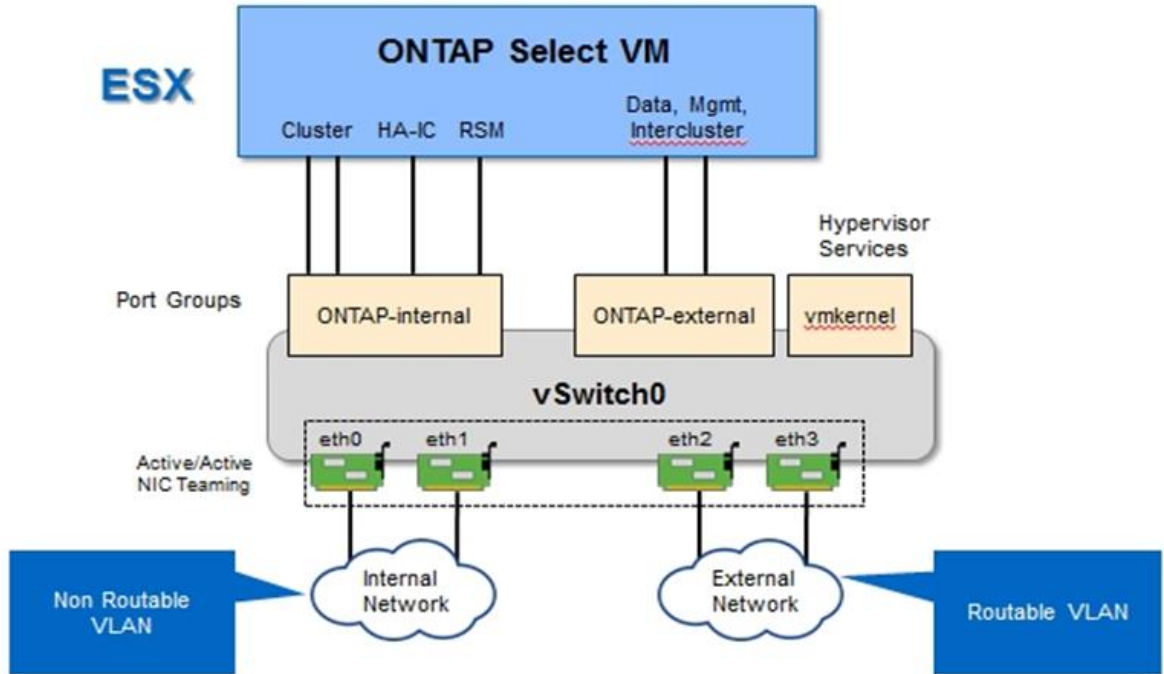 ONTAP Select VM
ESX
Data, Mgmt,
Intercluster
Cluster
HA-IC
RSM
Hypervisor
Services
Port Groups
ONTAP-internal
ONTAP-external
vmkernel
vSwitch0
eth0
eth1
eth2
eth3
Active/Active
NIC Teaming
Internal
Network
External
Network
Non Routable
VLAN
Routable VLAN